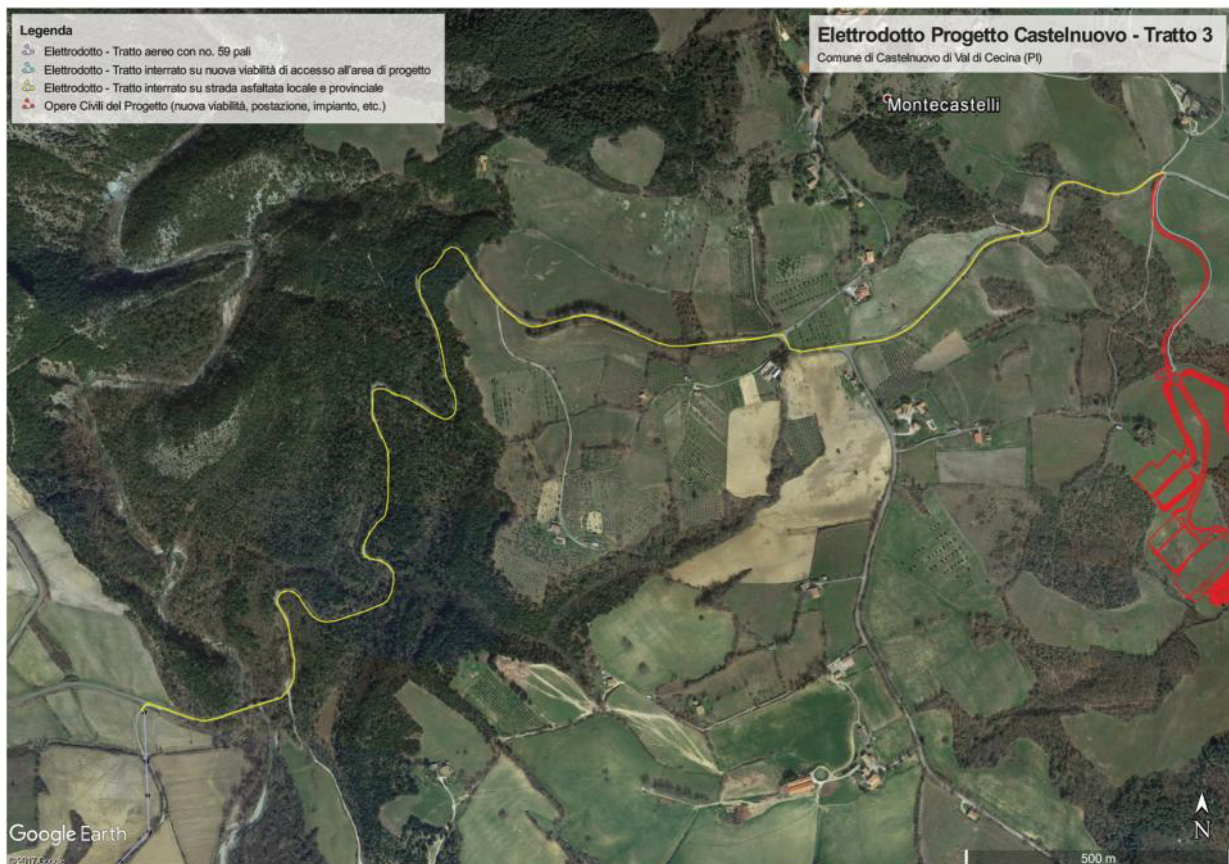 Legenda
Elettrodotto - Tratto aereo con no. 59 pali
Elettrodotto - Tratto interrato su nuova viabilità di accesso all'area di progetto
Elettrodotto - Tratto interrato su strada asfaltata locale e provinciale
Opere Civili del Progetto (nuova viabilità, postazione, impianto, etc.)
Elettrodotto Progetto Castelnuovo - Tratto 3
Comune di Castelnuovo di Val di Cecina (PI)
Montecastelli
N
Google Earth
©2017 Google
500 m